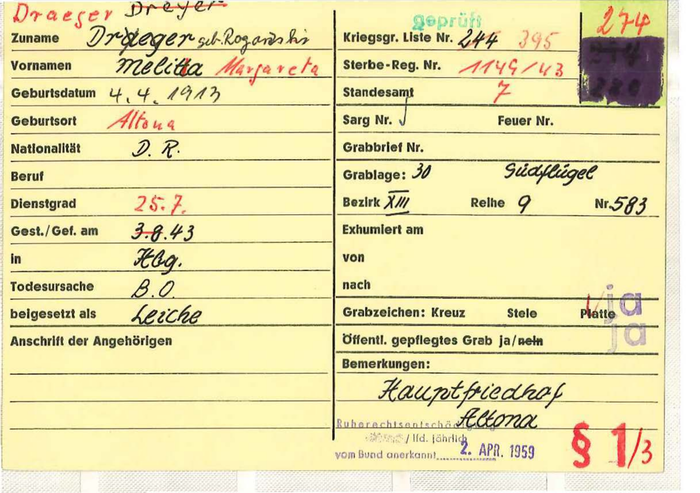 Draeger Dreyer
Zuname Draeger geb. Rogowski
Vornamen Melitta Margareta
Geburtsdatum 4.4.1913
Geburtsort Altona
Nationalität D.R.
Beruf
Dienstgrad 25.7.
Gest./Gef. am 3.8.43
in Hbg.
Todesursache B.O.
beigesetzt als Leiche
Anschrift der Angehörigen
geprüft
274
Kriegsgr. Liste Nr. 244 395
Sterbe-Reg. Nr. 1149/43
Standesamt 7
Sarg Nr. Feuer Nr.
Grabbrief Nr.
Grablage: 30 Südflügel
Bezirk XIII Reihe 9 Nr. 583
Exhumiert am
von
nach
Grabzeichen: Kreuz Stele Platte ja
Öffentl. gepflegtes Grab ja/nein ja
Bemerkungen:
Hauptfriedhof
Altona
/ lfd. jährlich
vom Bund anerkannt 2. APR. 1959
§ 1/3